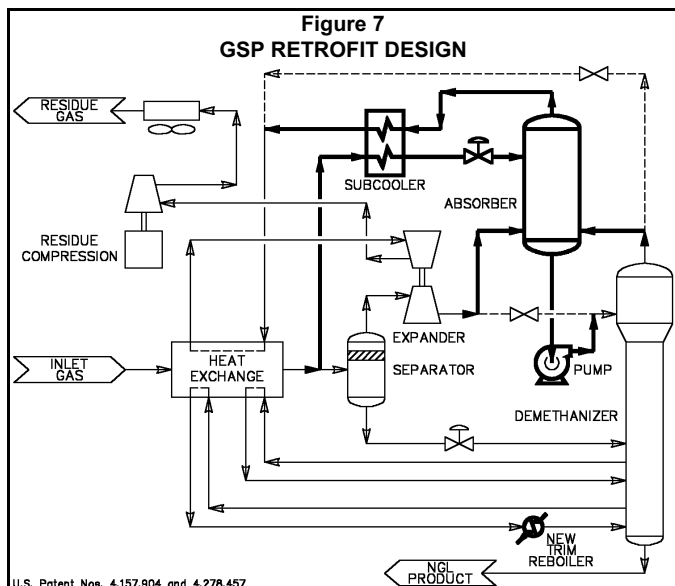 Figure 7
GSP RETROFIT DESIGN
RESIDUE
GAS
SUBCOOLER
ABSORBER
RESIDUE
COMPRESSION
EXPANDER
INLET
GAS
HEAT
EXCHANGE
SEPARATOR
PUMP
DEMETHANIZER
NEW
TRIM
REBOILER
NGL
PRODUCT
U.S. Patent Nos. 4,157,904 and 4,278,457